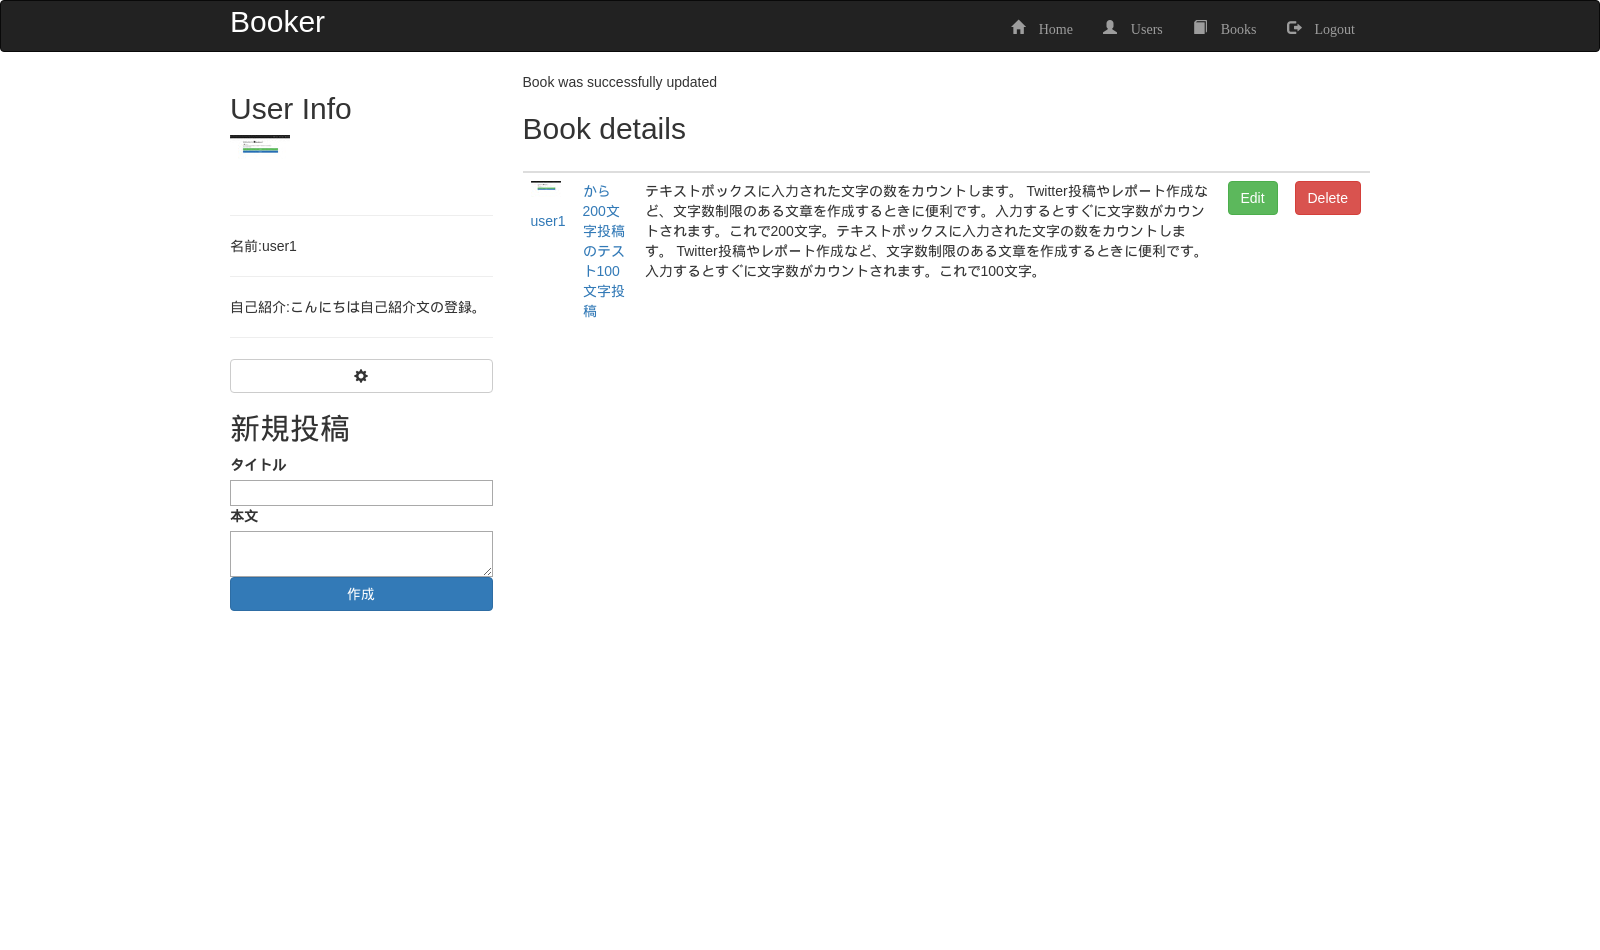 Booker
Home
Users
Books
Logout
User Info
名前:user1
自己紹介:こんにちは自己紹介文の登録。
新規投稿
タイトル
本文
作成
Book was successfully updated
Book details
user1
から
200文
字投稿
のテス
ト100
文字投
稿
テキストボックスに入力された文字の数をカウントします。 Twitter投稿やレポート作成な
ど、文字数制限のある文章を作成するときに便利です。入力するとすぐに文字数がカウン
トされます。これで200文字。テキストボックスに入力された文字の数をカウントしま
す。 Twitter投稿やレポート作成など、文字数制限のある文章を作成するときに便利です。
入力するとすぐに文字数がカウントされます。これで100文字。
Edit
Delete